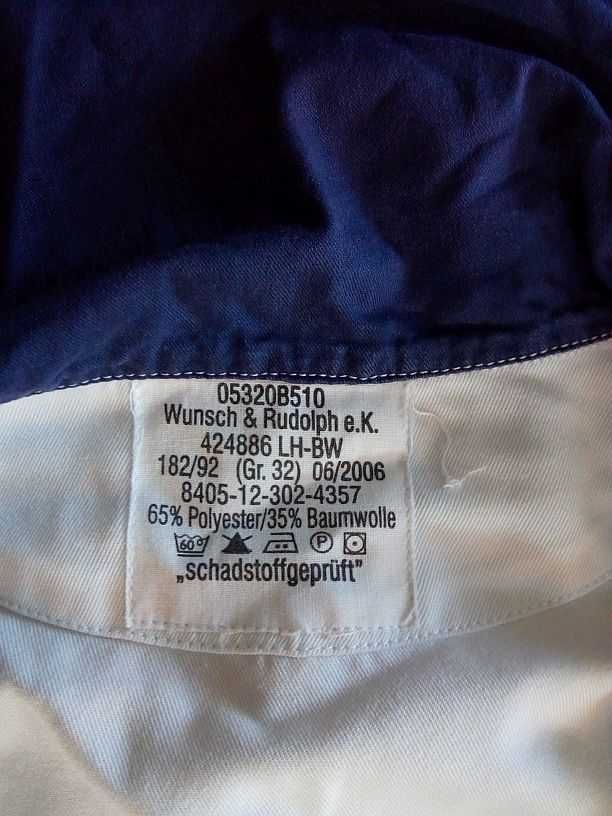 05320B510
Wunsch & Rudolph e.K.
424886 LH-BW
182/92 (Gr. 32) 06/2006
8405-12-302-4357
65% Polyester/35% Baumwolle
60 P
„schadstoffgeprüft"